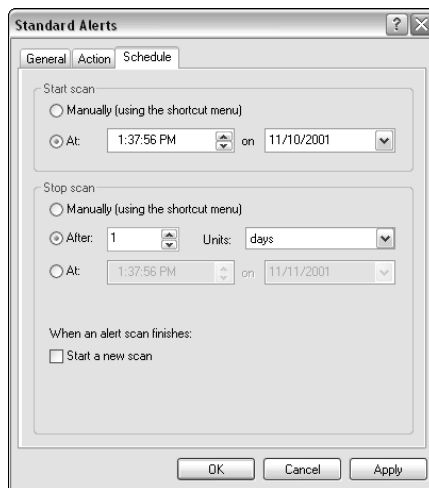 Standard Alerts
General Action Schedule
Start scan
Manually (using the shortcut menu)
At: 1:37:56 PM on 11/10/2001
Stop scan
Manually (using the shortcut menu)
After: 1 Units: days
At: 1:37:56 PM on 11/11/2001
When an alert scan finishes:
Start a new scan
OK Cancel Apply